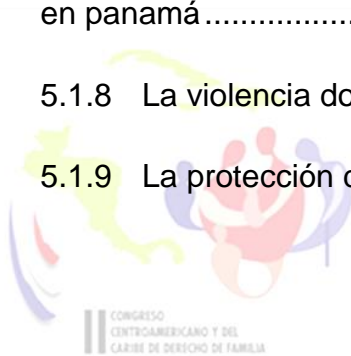 en panamá...................
5.1.8 La violencia do
5.1.9 La protección
CONGRESO
CENTROAMERICANO Y DEL
CARIBE DE DERECHO DE FAMILIA